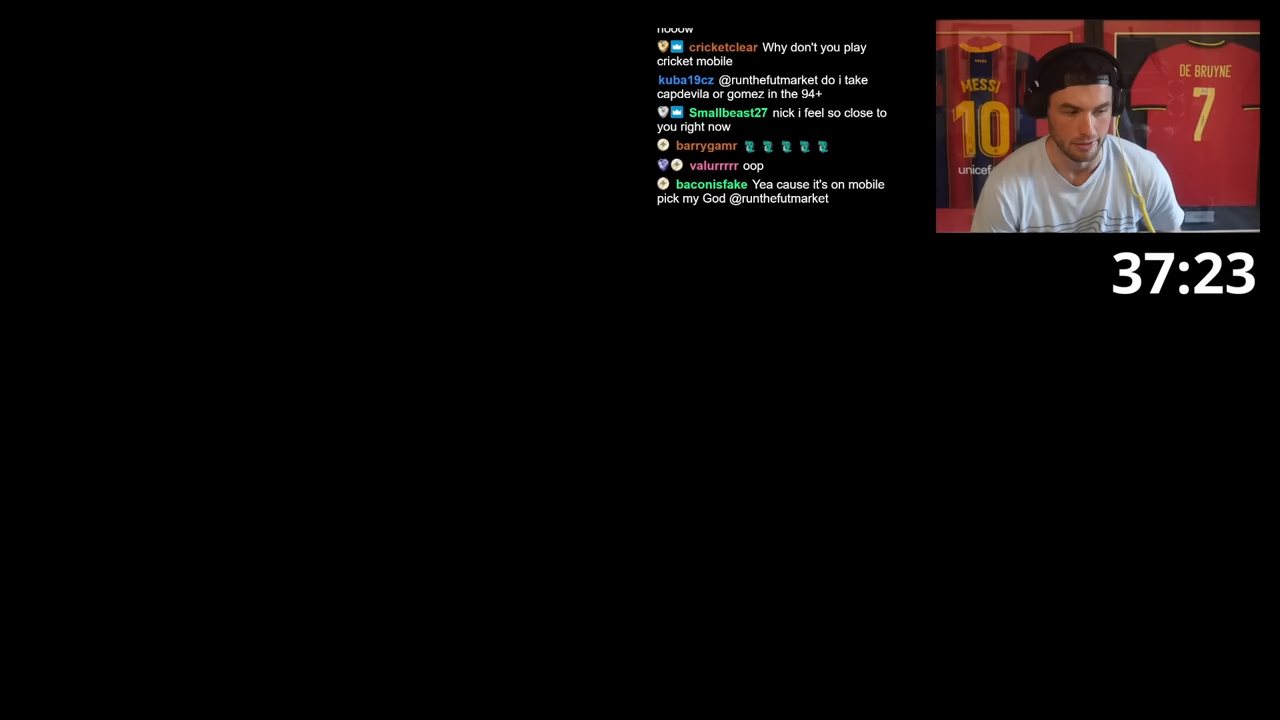 nooow
cricketclear Why don't you play
cricket mobile
kuba19cz @runthefutmarket do i take
capdevila or gomez in the 94+
Smallbeast27 nick i feel so close to
you right now
barrygamr
valurrrrr oop
baconisfake Yea cause it's on mobile
pick my God @runthefutmarket
MESSI
10
unicef
DE BRUYNE
7
37:23